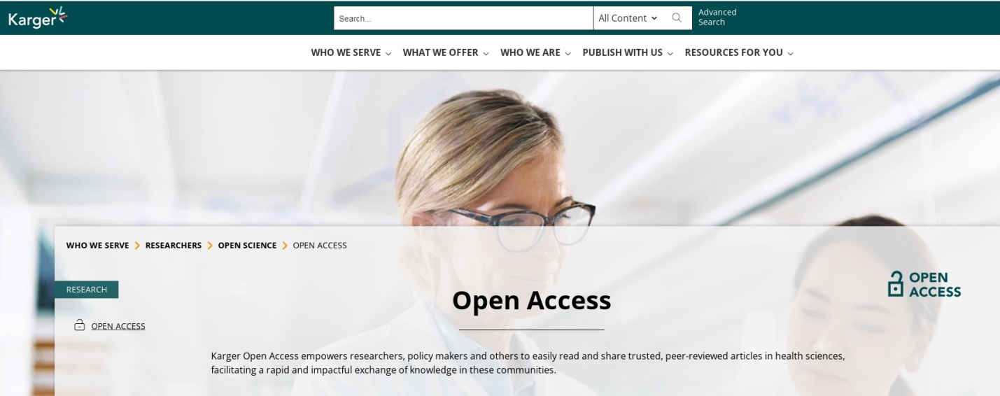 Karger
Search...
All Content
Advanced
Search
WHO WE SERVE WHAT WE OFFER WHO WE ARE PUBLISH WITH US RESOURCES FOR YOU
WHO WE SERVE RESEARCHERS OPEN SCIENCE OPEN ACCESS
RESEARCH
OPEN ACCESS
Open Access
OPEN
ACCESS
Karger Open Access empowers researchers, policy makers and others to easily read and share trusted, peer-reviewed articles in health sciences,
facilitating a rapid and impactful exchange of knowledge in these communities.